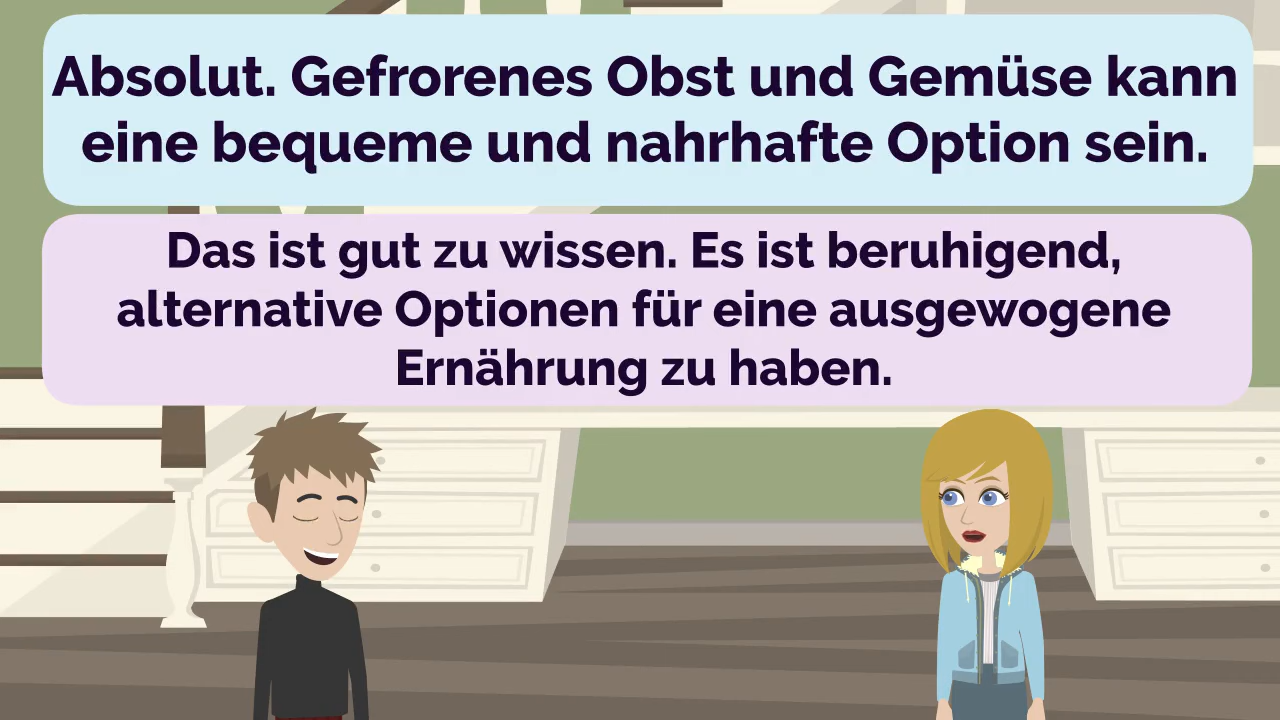 Absolut. Gefrorenes Obst und Gemüse kann
eine bequeme und nahrhafte Option sein.
Das ist gut zu wissen. Es ist beruhigend,
alternative Optionen für eine ausgewogene
Ernährung zu haben.